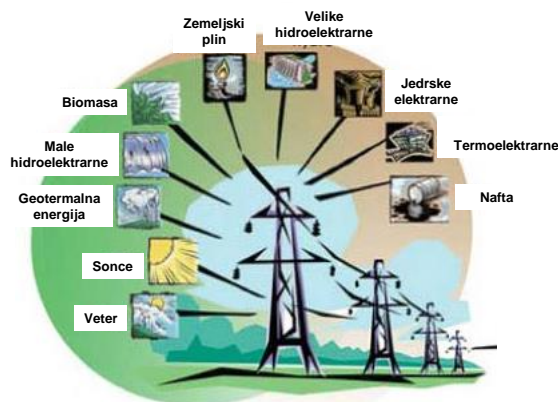 Velike
hidroelektrarne
Zemeljski
plin
Jedrske
elektrarne
Biomasa
Termoelektrarne
Male
hidroelektrarne
Nafta
Geotermalna
energija
Sonce
Veter